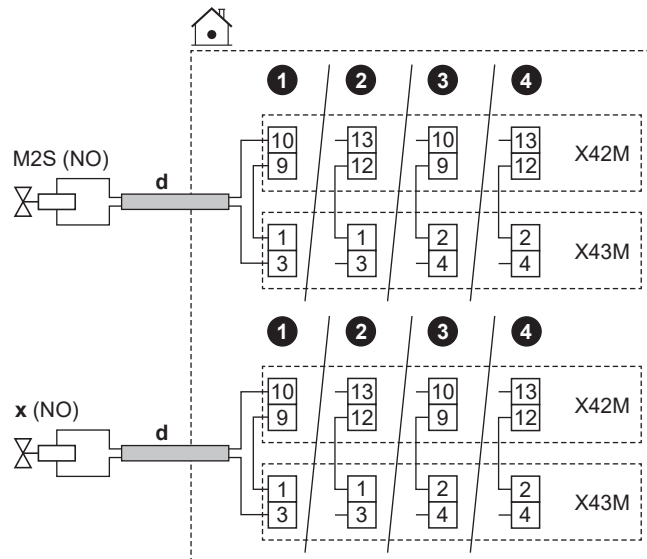 1 2 3 4
10 13 10 13
M2S (NO) 9 12 9 12 X42M
d
1 1 2 2 X43M
3 3 4 4
1 2 3 4
10 13 10 13
x (NO) 9 12 9 12 X42M
d
1 1 2 2 X43M
3 3 4 4